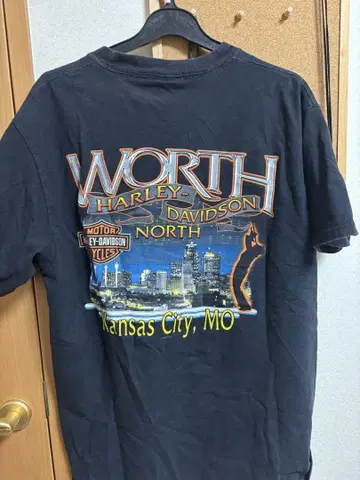 WORTH
HARLEY-
DAVIDSON
NORTH
MOTOR
HARLEY-DAVIDSON
CYCLES
Kansas City, MO